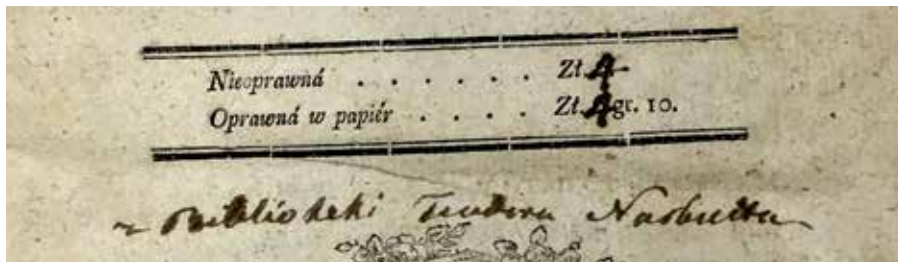 Nieoprawná . . . . . . Zł. 4
Oprawná w papiér . . . . Zł. 4 gr. 10.
z Biblioteki Teodora Narbutta